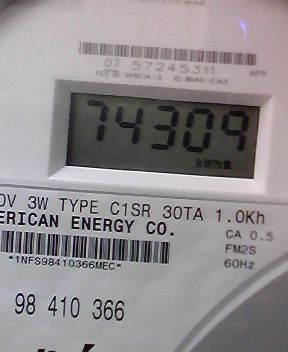 07 57245311
74309
kWh
0V 3W TYPE C1SR 30TA 1.0Kh
ERICAN ENERGY CO.
CA 0.5
FM2S
*1NFS98410366MEC*
60Hz
98 410 366